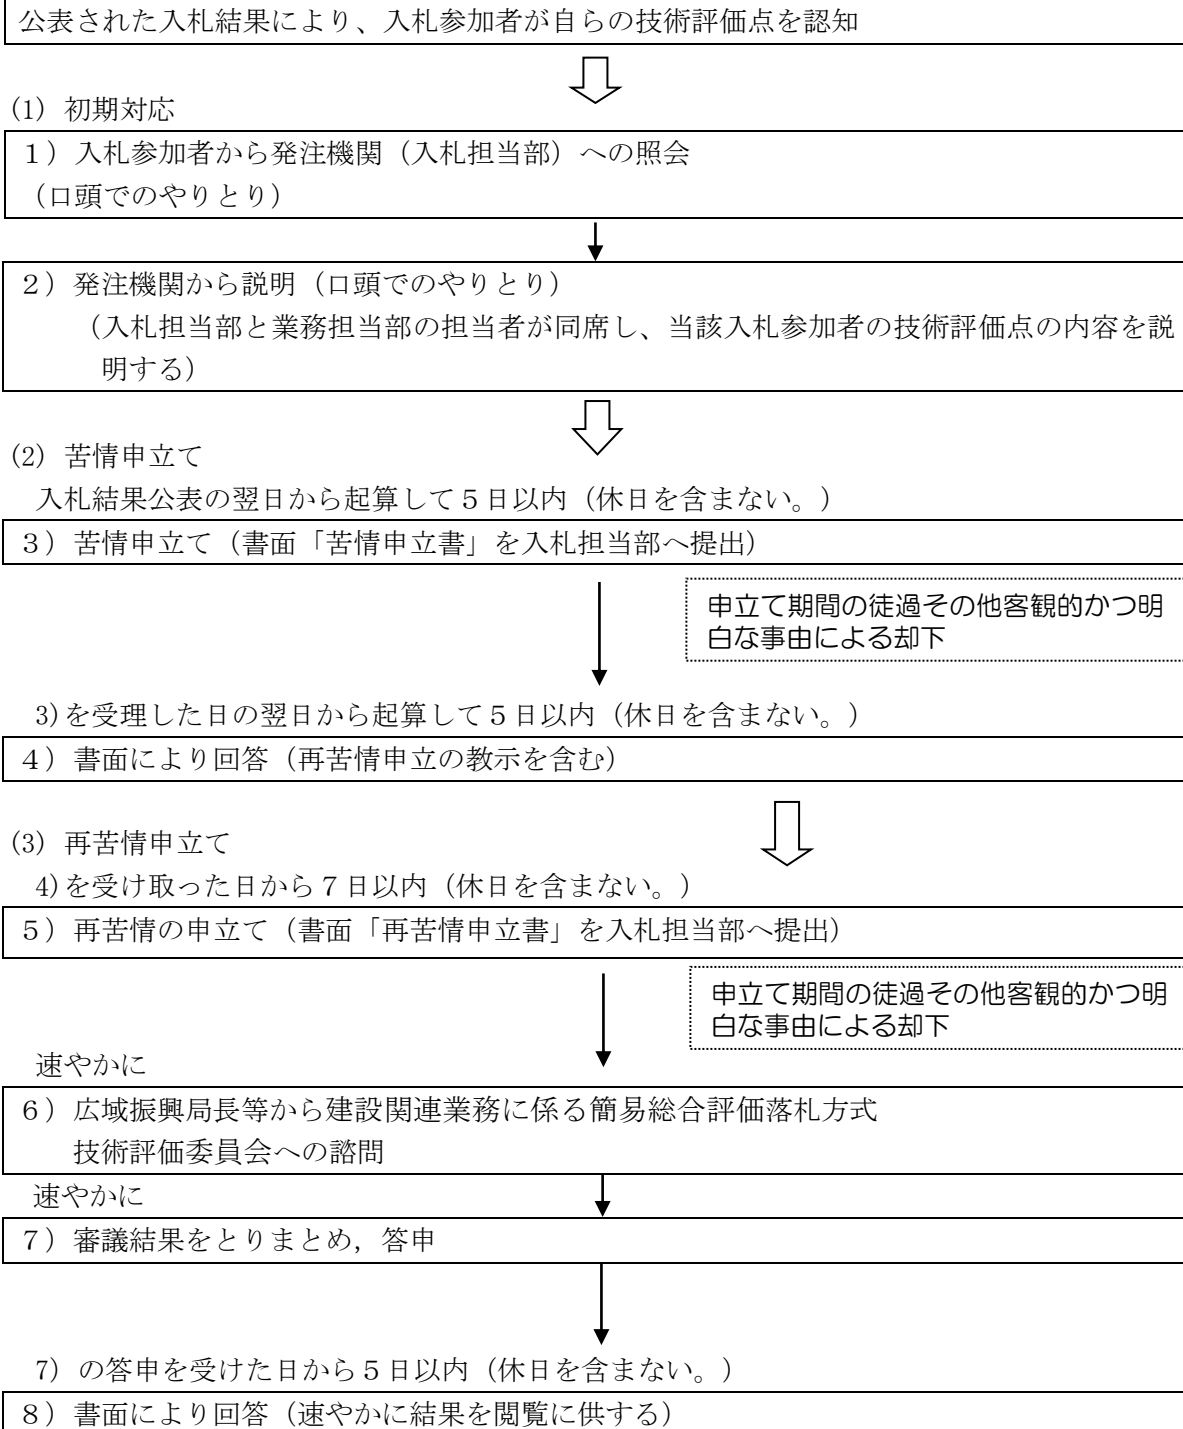 公表された入札結果により、入札参加者が自らの技術評価点を認知
(1) 初期対応
１）入札参加者から発注機関（入札担当部）への照会
（口頭でのやりとり）
２）発注機関から説明（口頭でのやりとり）
（入札担当部と業務担当部の担当者が同席し、当該入札参加者の技術評価点の内容を説
明する）
(2) 苦情申立て
入札結果公表の翌日から起算して５日以内（休日を含まない。）
３）苦情申立て（書面「苦情申立書」を入札担当部へ提出）
申立て期間の徒過その他客観的かつ明
白な事由による却下
3)を受理した日の翌日から起算して５日以内（休日を含まない。）
４）書面により回答（再苦情申立の教示を含む）
(3) 再苦情申立て
4)を受け取った日から７日以内（休日を含まない。）
５）再苦情の申立て（書面「再苦情申立書」を入札担当部へ提出）
申立て期間の徒過その他客観的かつ明
白な事由による却下
速やかに
６）広域振興局長等から建設関連業務に係る簡易総合評価落札方式
技術評価委員会への諮問
速やかに
７）審議結果をとりまとめ，答申
7) の答申を受けた日から５日以内（休日を含まない。）
８）書面により回答（速やかに結果を閲覧に供する）